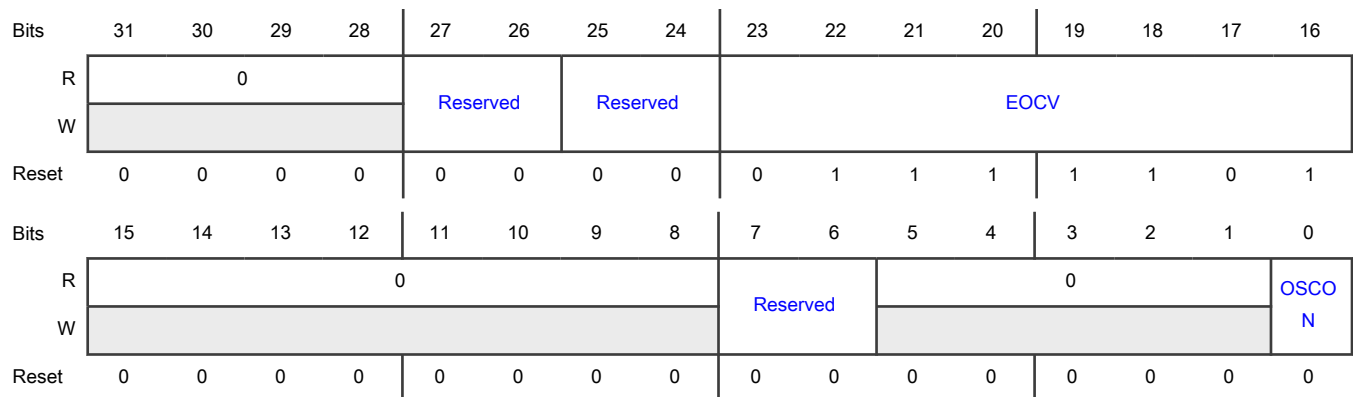 Bits 31 30 29 28 27 26 25 24 23 22 21 20 19 18 17 16
R 0 Reserved Reserved EOCV
W
Reset 0 0 0 0 0 0 0 0 0 1 1 1 1 1 0 1
Bits 15 14 13 12 11 10 9 8 7 6 5 4 3 2 1 0
R 0 Reserved 0 OSCO
W N
Reset 0 0 0 0 0 0 0 0 0 0 0 0 0 0 0 0